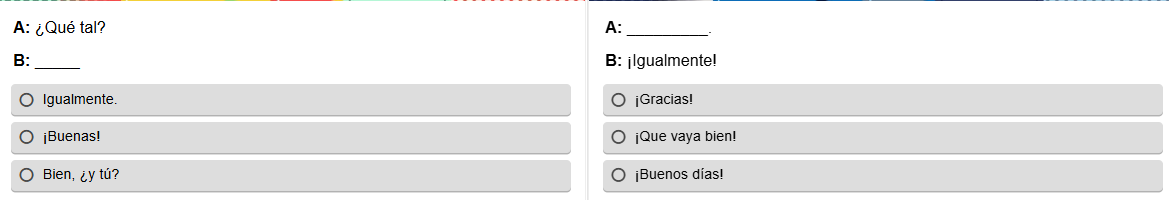 A: ¿Qué tal?
B: _____
Igualmente.
¡Buenas!
Bien, ¿y tú?
A: _________.
B: ¡Igualmente!
¡Gracias!
¡Que vaya bien!
¡Buenos días!